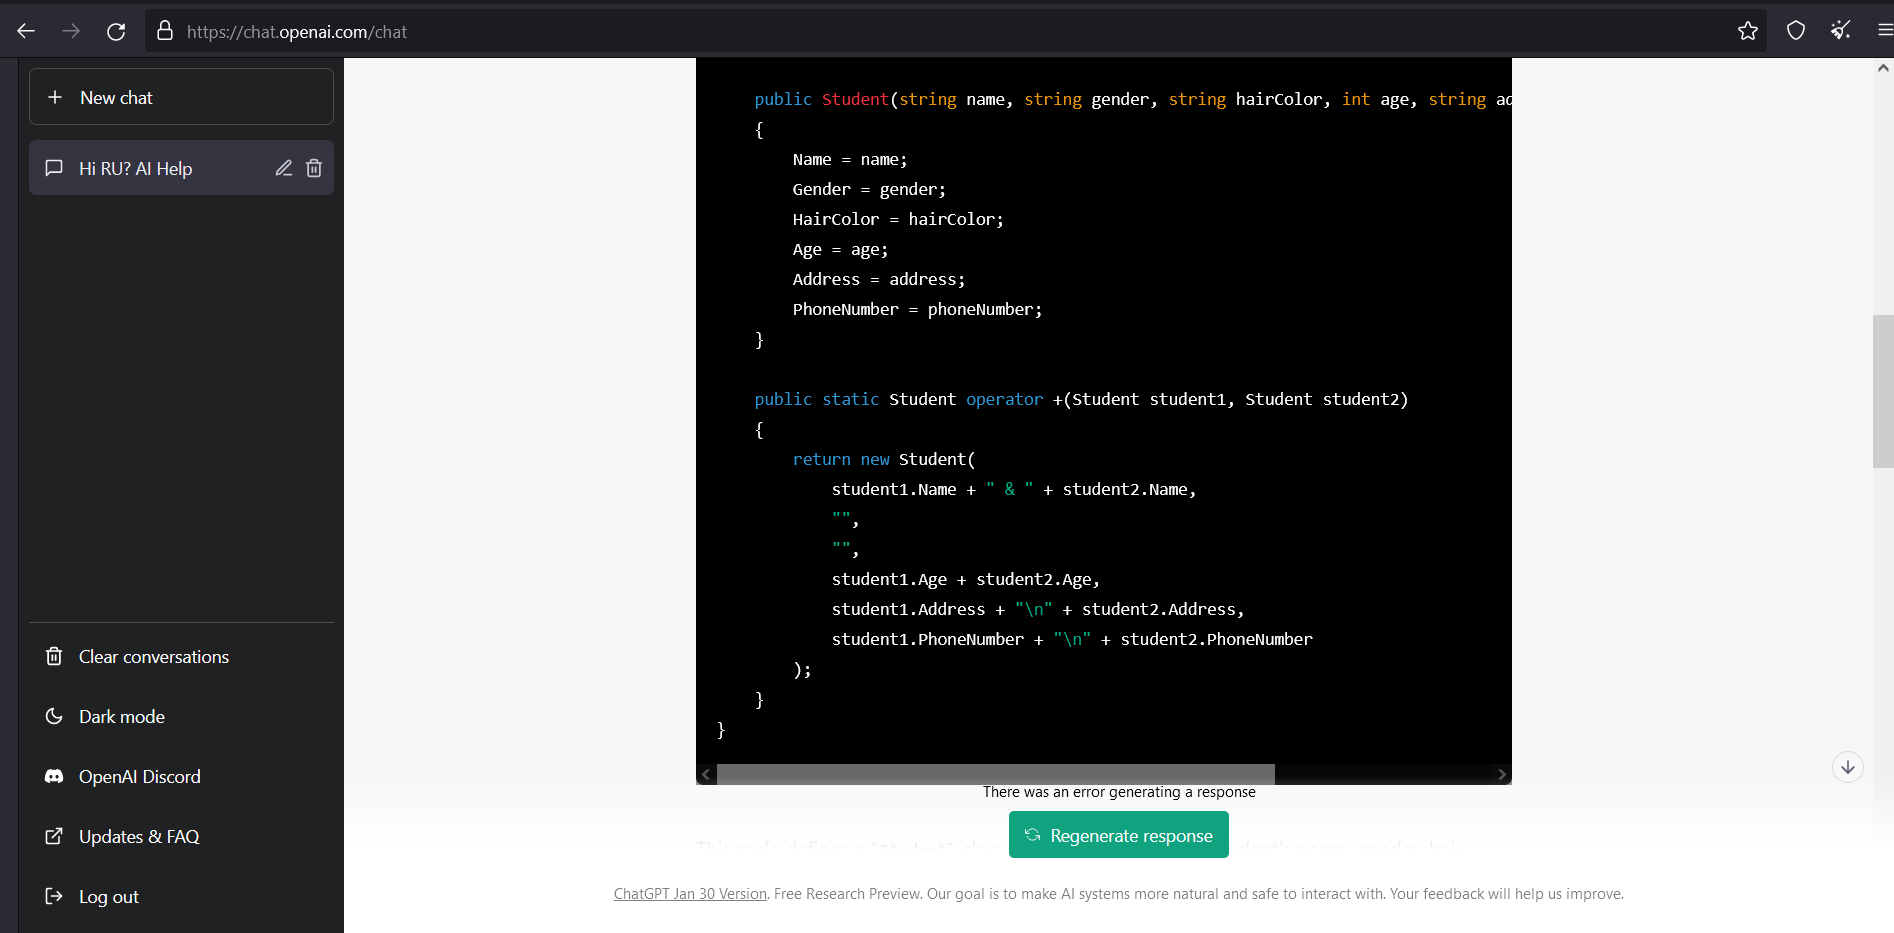 https://chat.openai.com/chat
New chat
Hi RU? AI Help
Clear conversations
Dark mode
OpenAI Discord
Updates & FAQ
Log out
public Student(string name, string gender, string hairColor, int age, string ad
{
Name = name;
Gender = gender;
HairColor = hairColor;
Age = age;
Address = address;
PhoneNumber = phoneNumber;
}
public static Student operator +(Student student1, Student student2)
{
return new Student(
student1.Name + " & " + student2.Name,
"",
"",
student1.Age + student2.Age,
student1.Address + "\n" + student2.Address,
student1.PhoneNumber + "\n" + student2.PhoneNumber
);
}
}
There was an error generating a response
Regenerate response
ChatGPT Jan 30 Version. Free Research Preview. Our goal is to make AI systems more natural and safe to interact with. Your feedback will help us improve.